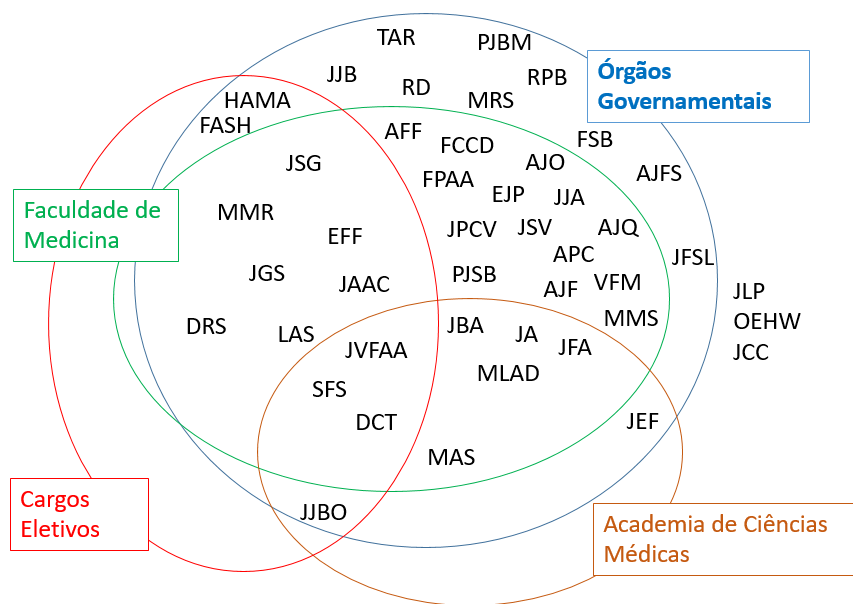 TAR
PJBM
Órgãos
Governamentais
JJB
RD
RPB
HAMA
MRS
FASH
AFF
FCCD
FSB
JSG
AJO
AJFS
FPAA
EJP
JJA
Faculdade de
Medicina
MMR
EFF
JPCV
JSV
AJQ
APC
JFSL
JGS
JAAC
PJSB
AJF
VFM
JLP
DRS
LAS
JBA
JA
MMS
OEHW
JVFAA
JFA
JCC
SFS
MLAD
DCT
JEF
MAS
Cargos
Eletivos
JJBO
Academia de Ciências
Médicas